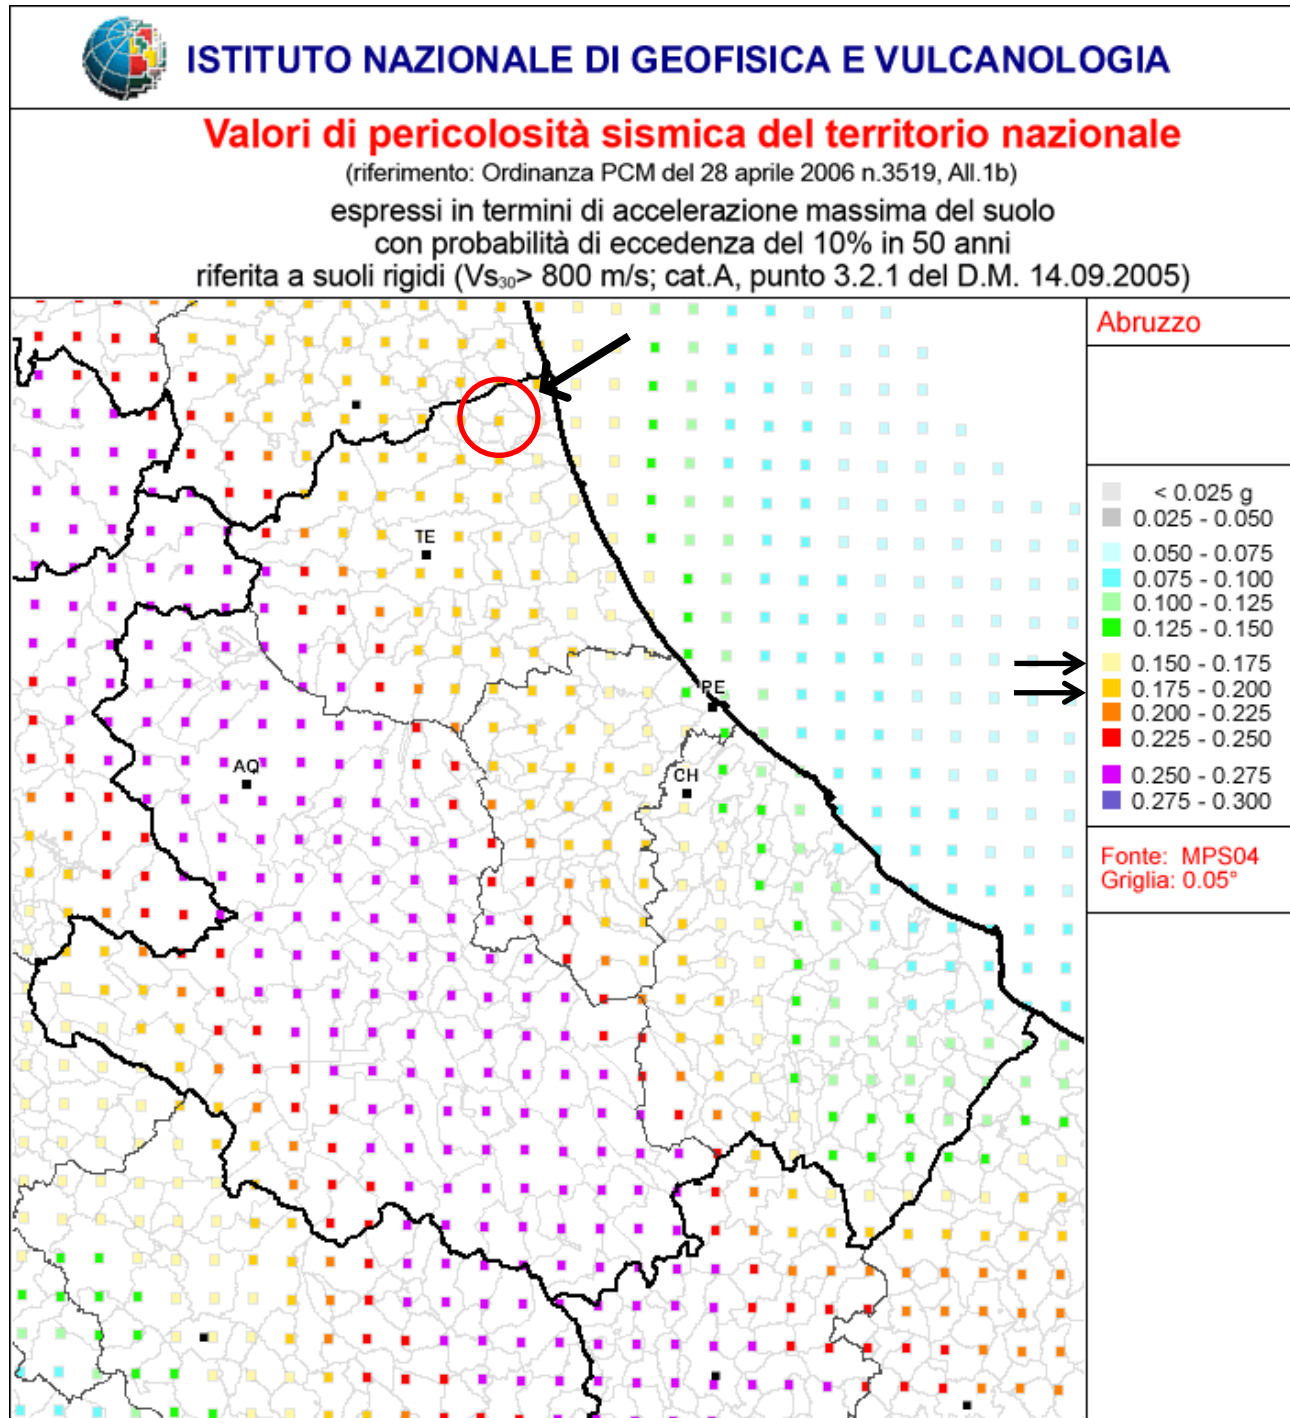 ISTITUTO NAZIONALE DI GEOFISICA E VULCANOLOGIA
Valori di pericolosità sismica del territorio nazionale
(riferimento: Ordinanza PCM del 28 aprile 2006 n.3519, All.1b)
espressi in termini di accelerazione massima del suolo
con probabilità di eccedenza del 10% in 50 anni
riferita a suoli rigidi (Vs₃₀> 800 m/s; cat.A, punto 3.2.1 del D.M. 14.09.2005)
Abruzzo
< 0.025 g
0.025 - 0.050
0.050 - 0.075
0.075 - 0.100
0.100 - 0.125
0.125 - 0.150
0.150 - 0.175
0.175 - 0.200
0.200 - 0.225
0.225 - 0.250
0.250 - 0.275
0.275 - 0.300
Fonte: MPS04
Griglia: 0.05°
TE
PE
AQ
CH